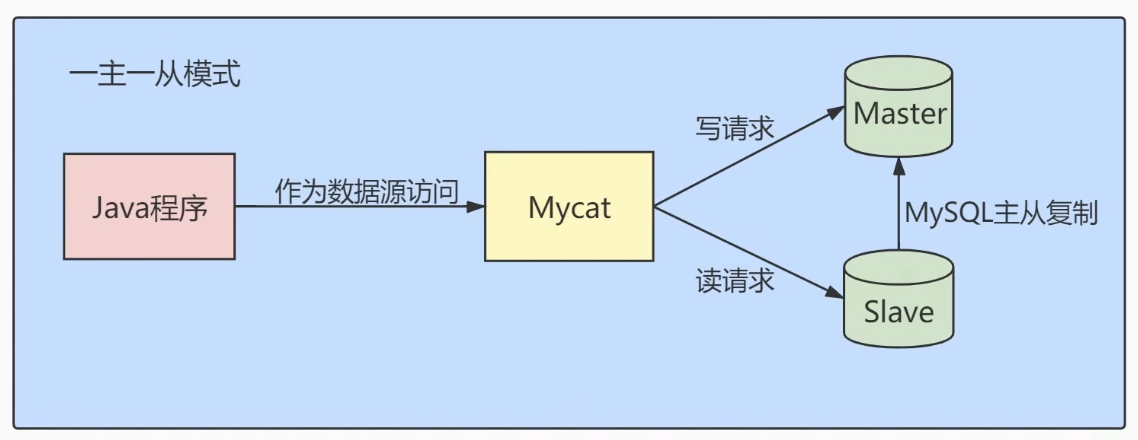 一主一从模式
Java程序
作为数据源访问
Mycat
写请求
读请求
Master
MySQL主从复制
Slave